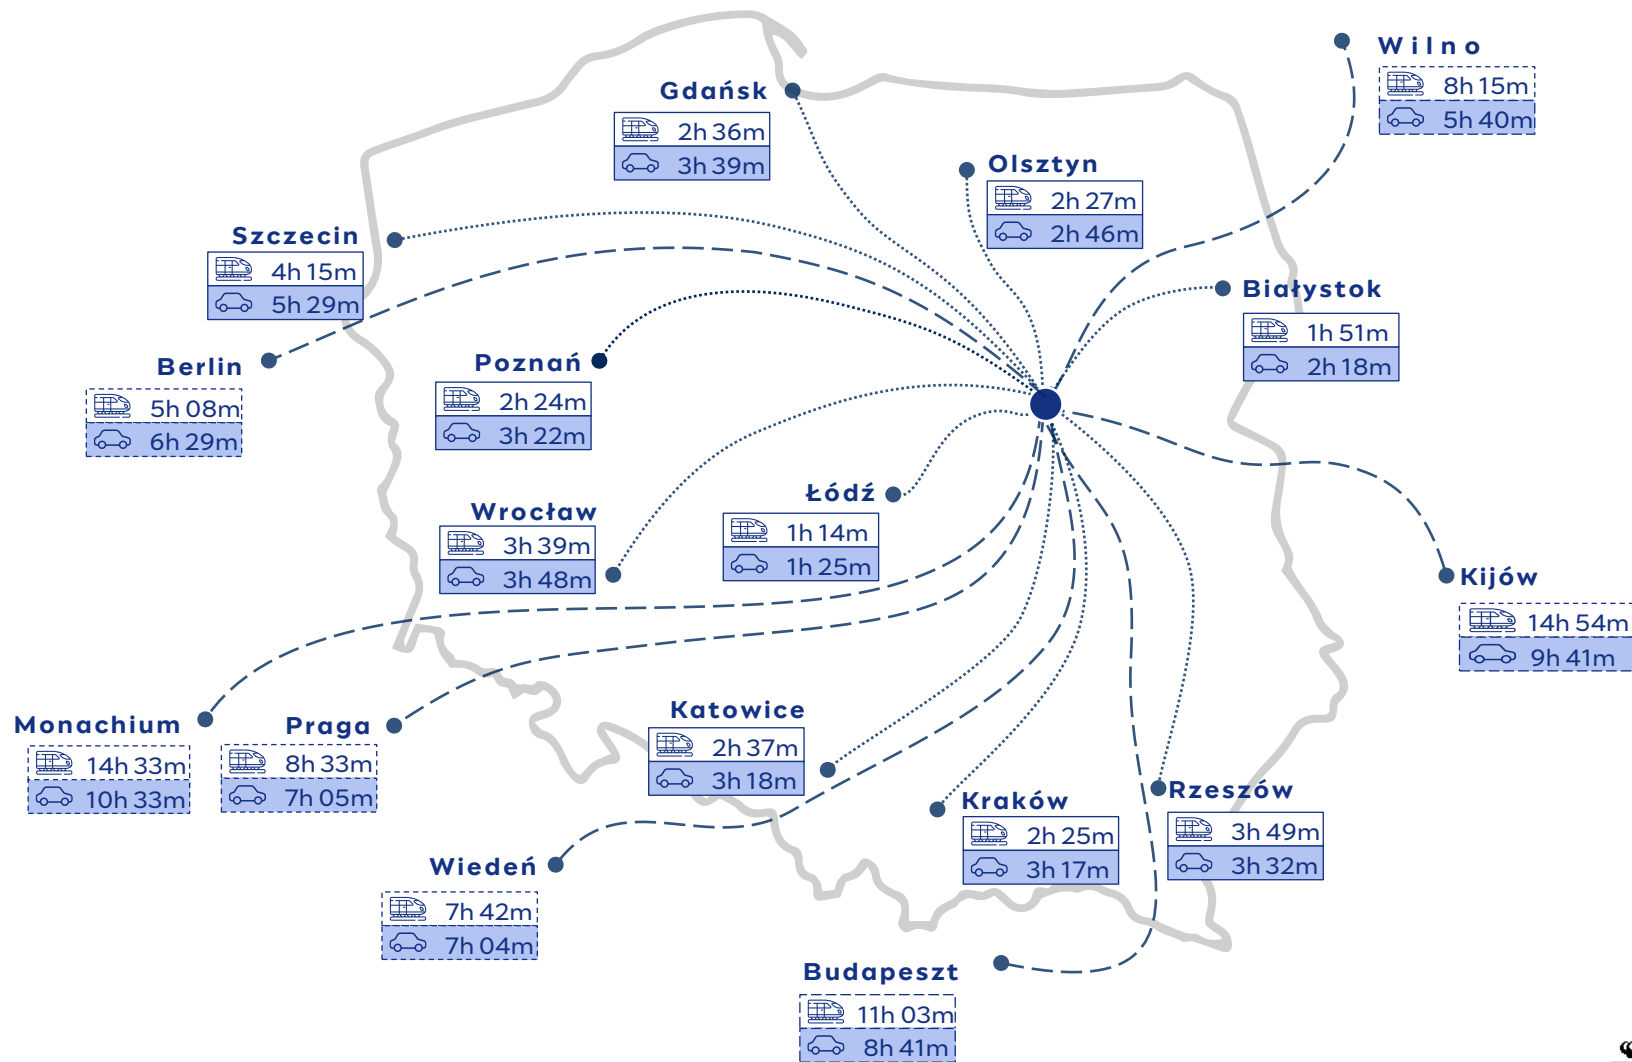 Wilno
8h 15m
5h 40m
Gdańsk
2h 36m
3h 39m
Olsztyn
2h 27m
2h 46m
Szczecin
4h 15m
5h 29m
Białystok
1h 51m
2h 18m
Berlin
5h 08m
6h 29m
Poznań
2h 24m
3h 22m
Wrocław
3h 39m
3h 48m
Łódź
1h 14m
1h 25m
Kijów
14h 54m
9h 41m
Monachium
14h 33m
10h 33m
Praga
8h 33m
7h 05m
Katowice
2h 37m
3h 18m
Kraków
2h 25m
3h 17m
Rzeszów
3h 49m
3h 32m
Wiedeń
7h 42m
7h 04m
Budapeszt
11h 03m
8h 41m